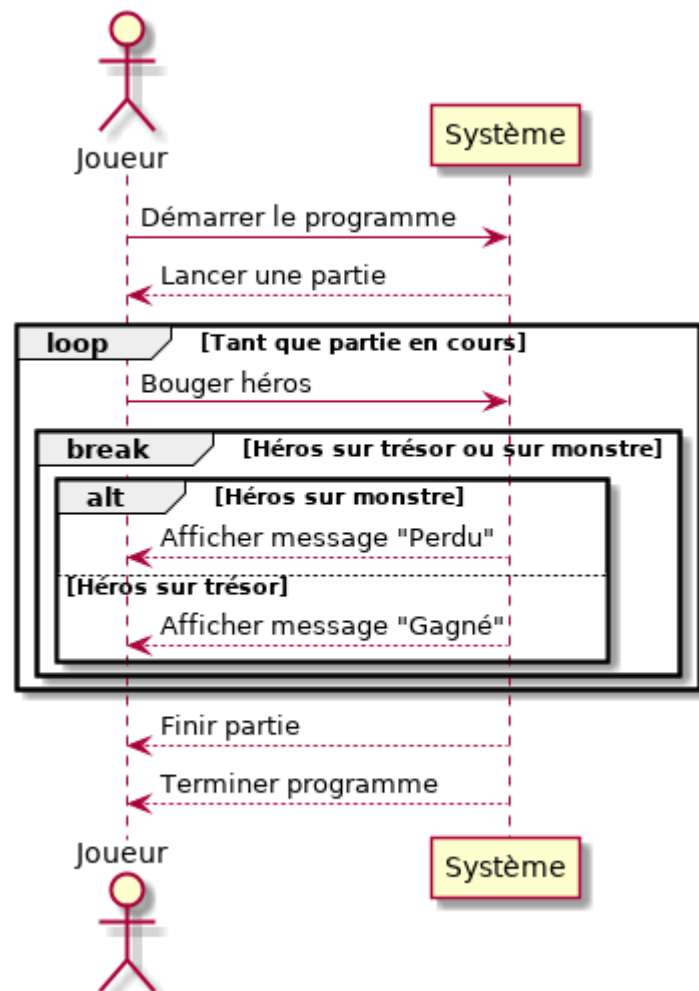 Joueur
Système
Démarrer le programme
Lancer une partie
loop [Tant que partie en cours]
Bouger héros
break [Héros sur trésor ou sur monstre]
alt [Héros sur monstre]
Afficher message "Perdu"
[Héros sur trésor]
Afficher message "Gagné"
Finir partie
Terminer programme
Joueur
Système